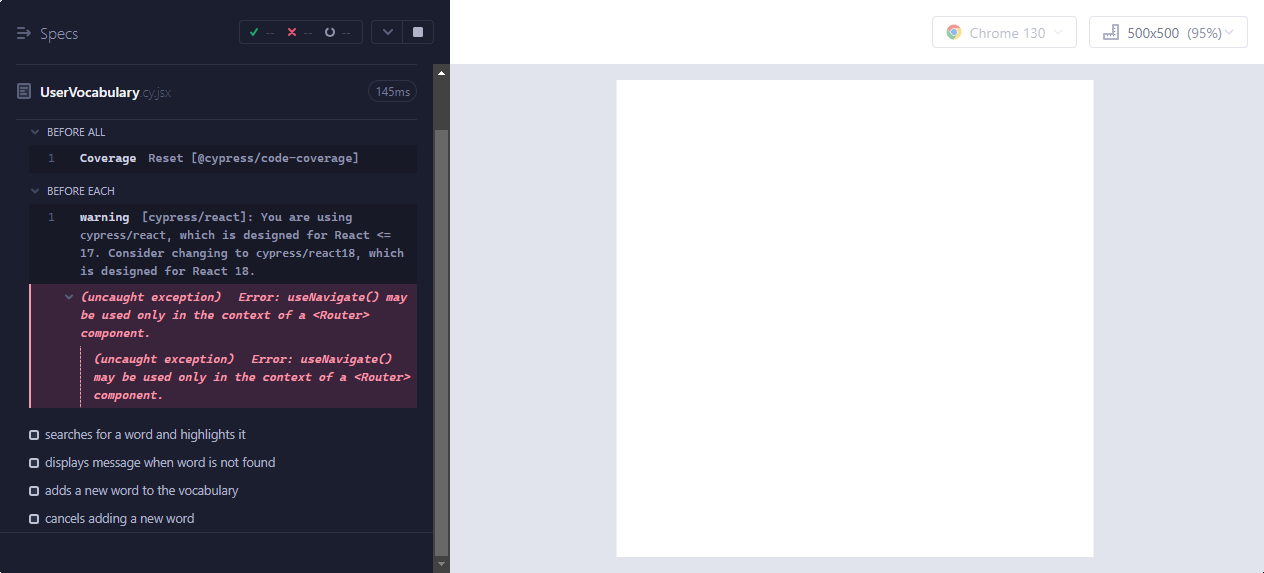 Specs
-- -- --
Chrome 130
500x500 (95%)
UserVocabulary.cy.jsx
145ms
BEFORE ALL
1 Coverage Reset [@cypress/code-coverage]
BEFORE EACH
1 warning [cypress/react]: You are using
cypress/react, which is designed for React <=
17. Consider changing to cypress/react18, which
is designed for React 18.
(uncaught exception) Error: useNavigate() may
be used only in the context of a <Router>
component.
(uncaught exception) Error: useNavigate()
may be used only in the context of a <Router>
component.
searches for a word and highlights it
displays message when word is not found
adds a new word to the vocabulary
cancels adding a new word